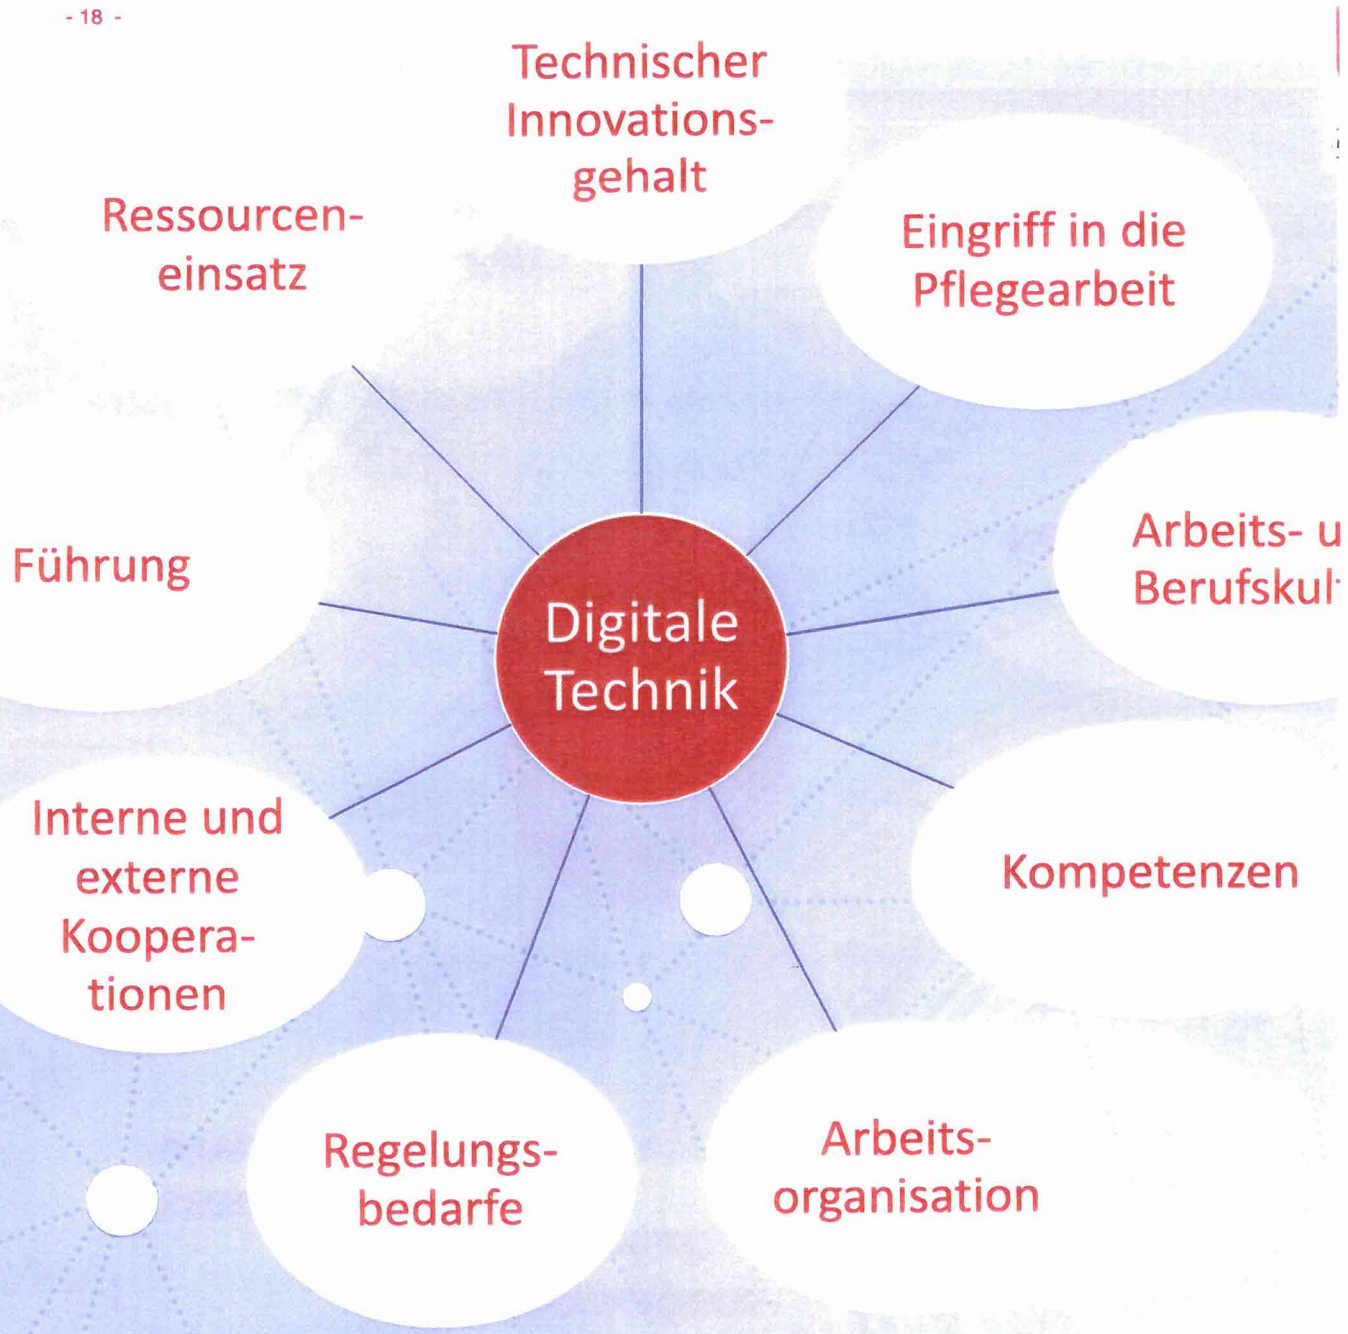 - 18 -
Technischer
Innovations-
gehalt
Ressourcen-
einsatz
Eingriff in die
Pflegearbeit
Führung
Arbeits- u
Berufskul
Digitale
Technik
Interne und
externe
Koopera-
tionen
Kompetenzen
Regelungs-
bedarfe
Arbeits-
organisation